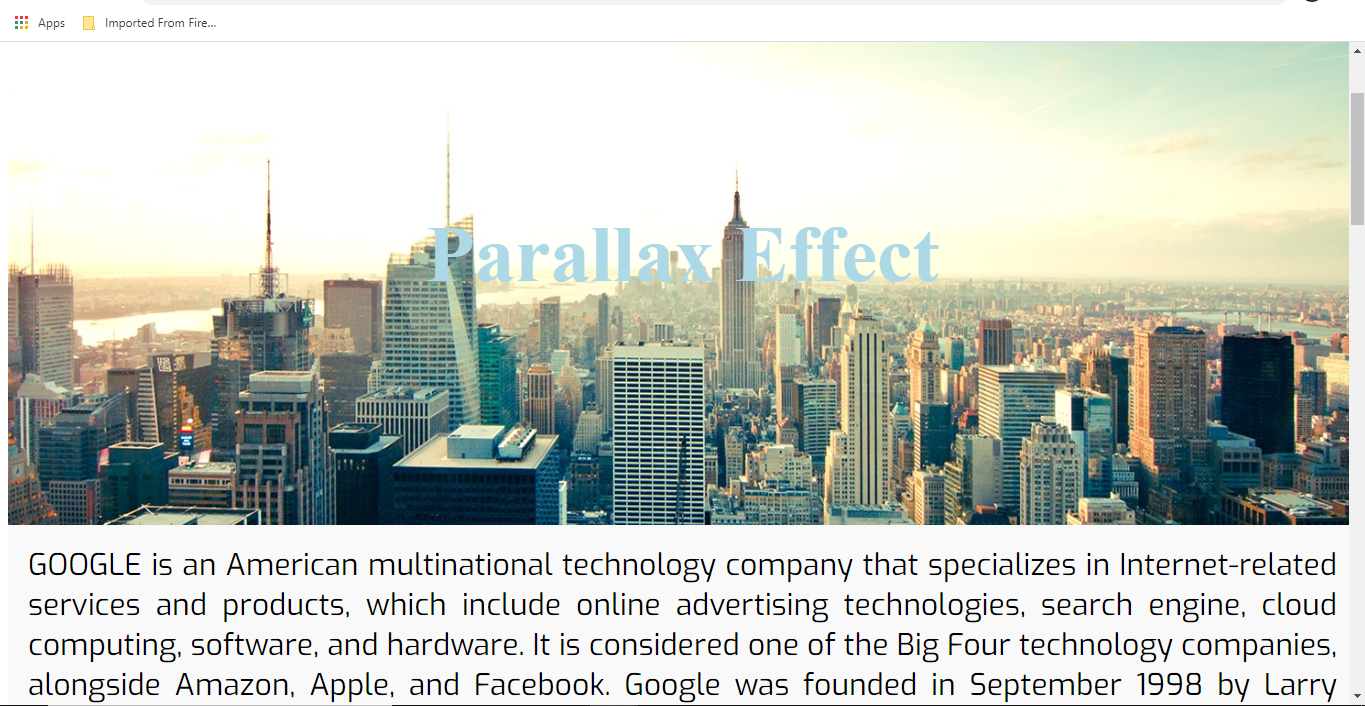 Apps Imported From Fire...
Parallax Effect
GOOGLE is an American multinational technology company that specializes in Internet-related
services and products, which include online advertising technologies, search engine, cloud
computing, software, and hardware. It is considered one of the Big Four technology companies,
alongside Amazon, Apple, and Facebook. Google was founded in September 1998 by Larry